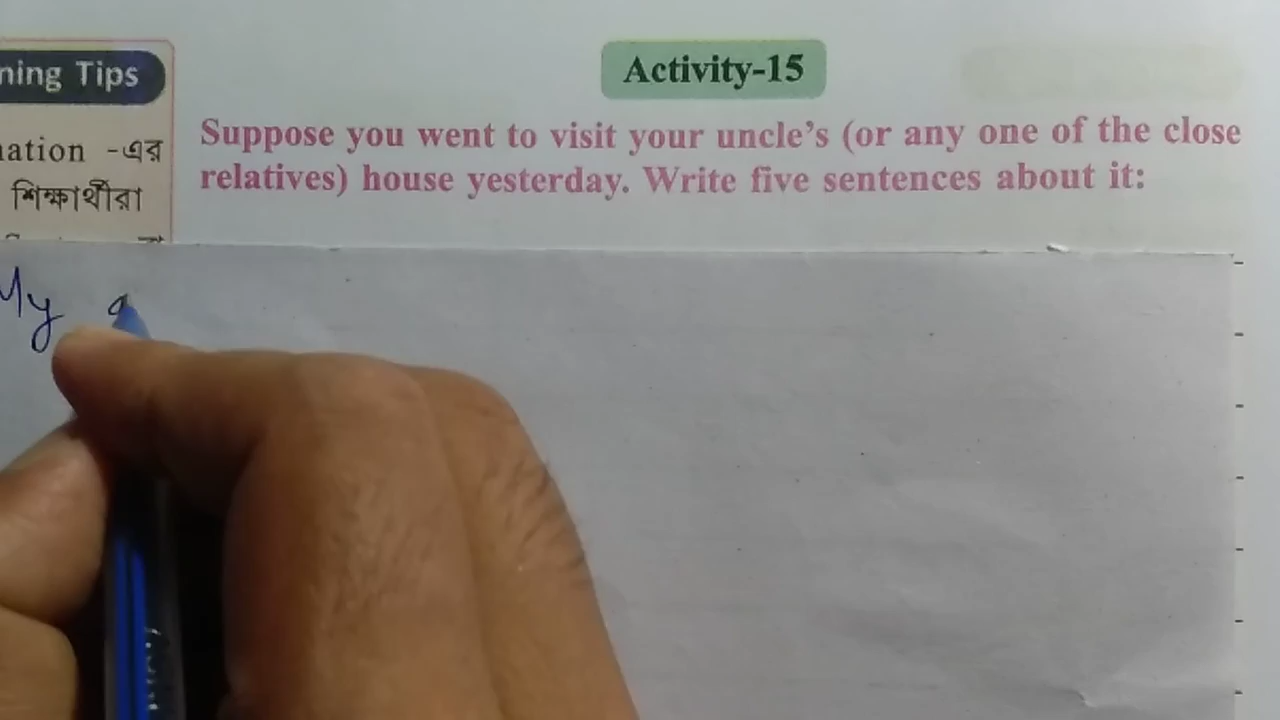 ning Tips
nation -এর
শিক্ষার্থীরা
Activity-15
Suppose you went to visit your uncle's (or any one of the close
relatives) house yesterday. Write five sentences about it:
My